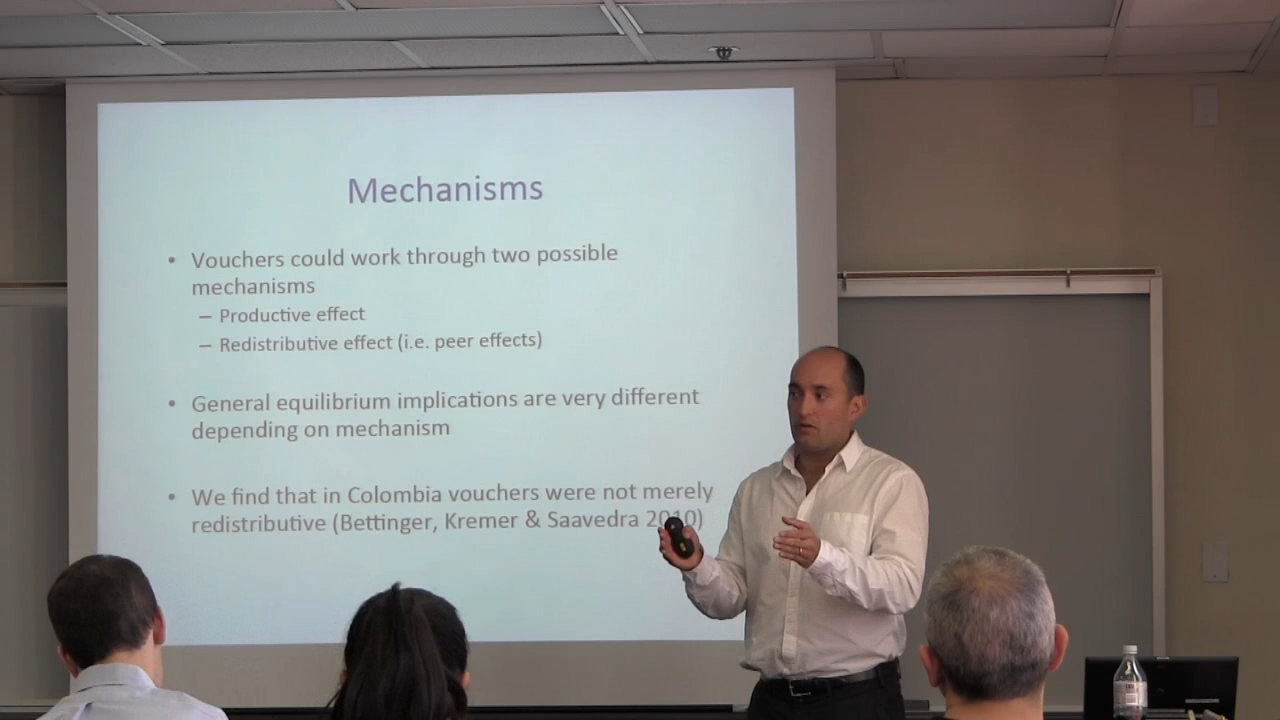 Mechanisms
• Vouchers could work through two possible
mechanisms
– Productive effect
– Redistributive effect (i.e. peer effects)
• General equilibrium implications are very different
depending on mechanism
• We find that in Colombia vouchers were not merely
redistributive (Bettinger, Kremer & Saavedra 2010)